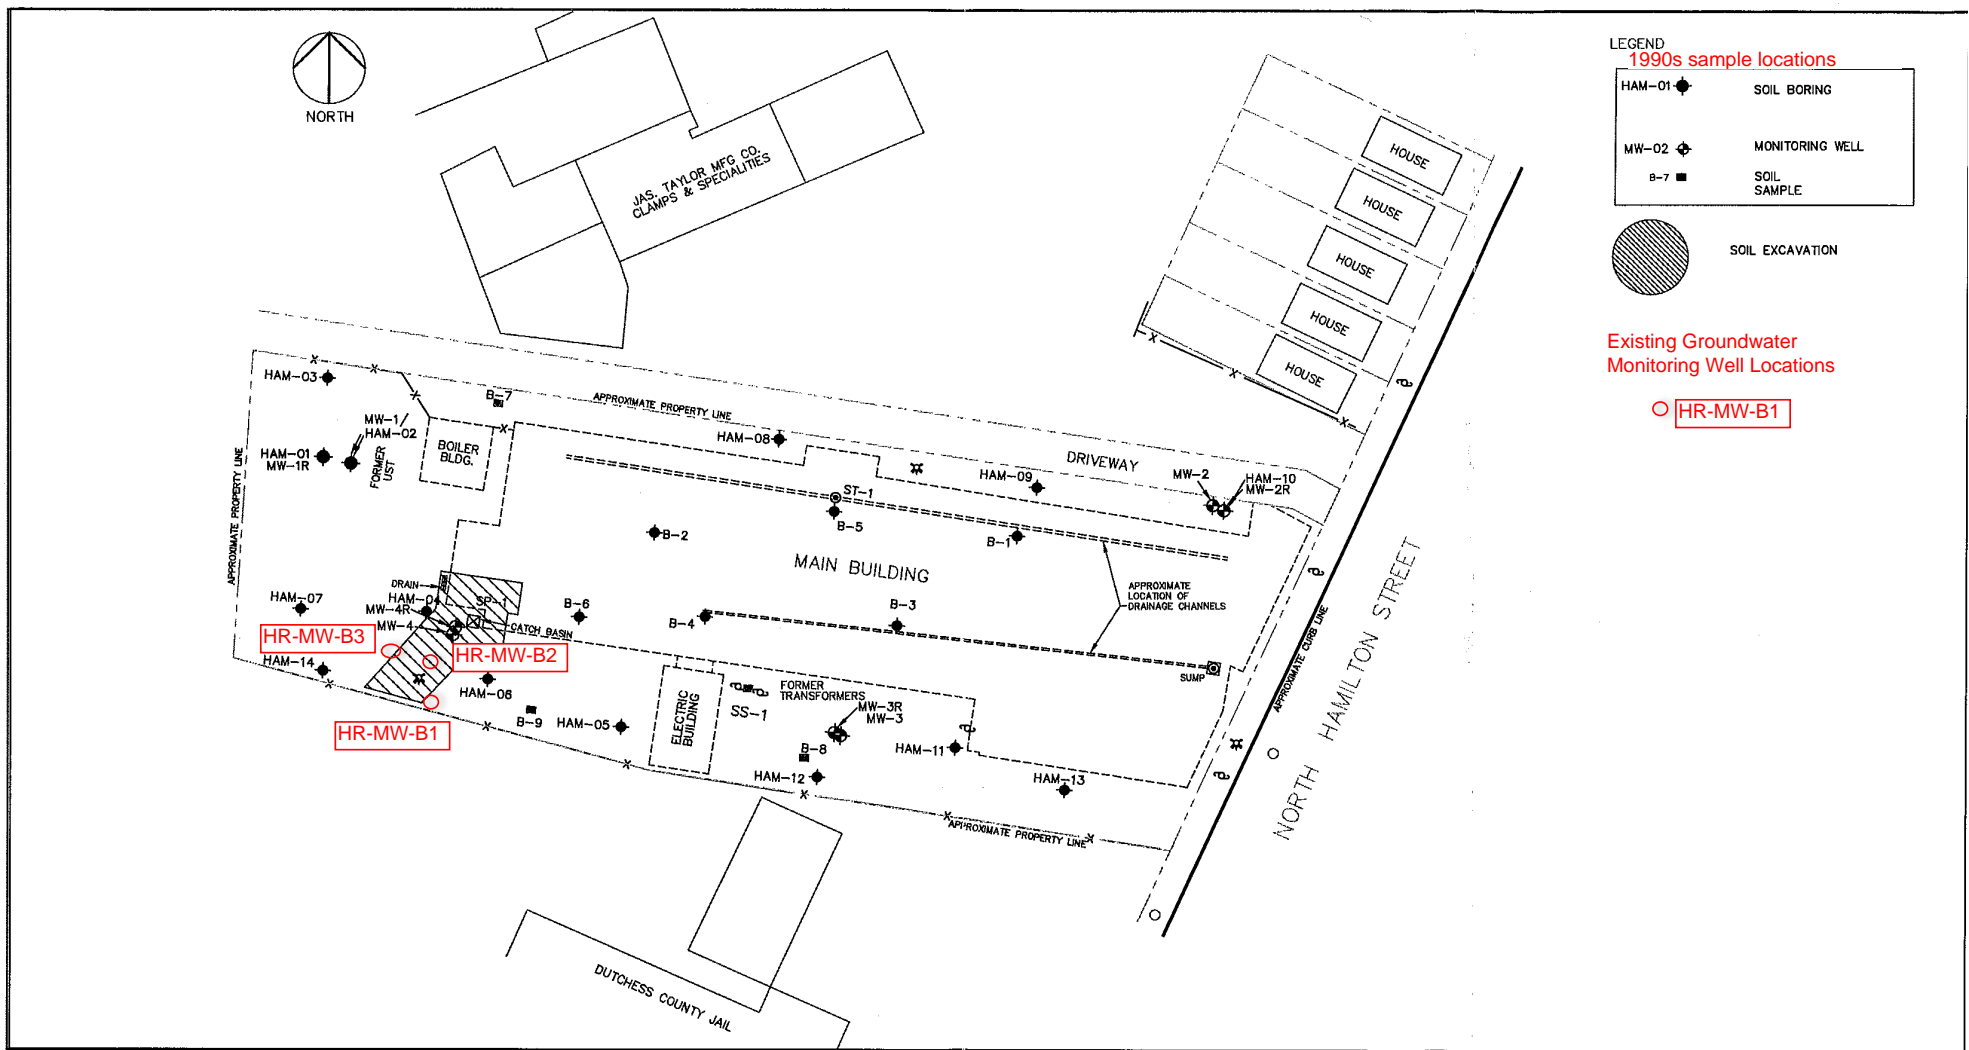 NORTH
JAS. TAYLOR MFG CO.
CLAMPS & SPECIALITIES
HOUSE
HOUSE
HOUSE
HOUSE
HOUSE
LEGEND
1990s sample locations
HAM-01
SOIL BORING
MW-02
MONITORING WELL
B-7
SOIL
SAMPLE
SOIL EXCAVATION
Existing Groundwater
Monitoring Well Locations
HR-MW-B1
HAM-03
B-7
APPROXIMATE PROPERTY LINE
MW-1/
HAM-02
HAM-01
MW-1R
FORMER
UST
BOILER
BLDG.
HAM-08
DRIVEWAY
HAM-09
MW-2
HAM-10
MW-2R
APPROXIMATE PROPERTY LINE
ST-1
B-5
B-2
B-1
MAIN BUILDING
APPROXIMATE
LOCATION OF
DRAINAGE CHANNELS
DRAIN
HAM-07
HAM-04
SP-1
MW-4R
MW-4
CATCH BASIN
B-6
B-4
B-3
HR-MW-B3
HR-MW-B2
HAM-14
HAM-06
HR-MW-B1
B-9
HAM-05
ELECTRIC
BUILDING
FORMER
TRANSFORMERS
SS-1
MW-3R
MW-3
B-8
HAM-12
HAM-11
HAM-13
SUMP
APPROXIMATE PROPERTY LINE
APPROXIMATE CURB LINE
NORTH HAMILTON STREET
DUTCHESS COUNTY JAIL